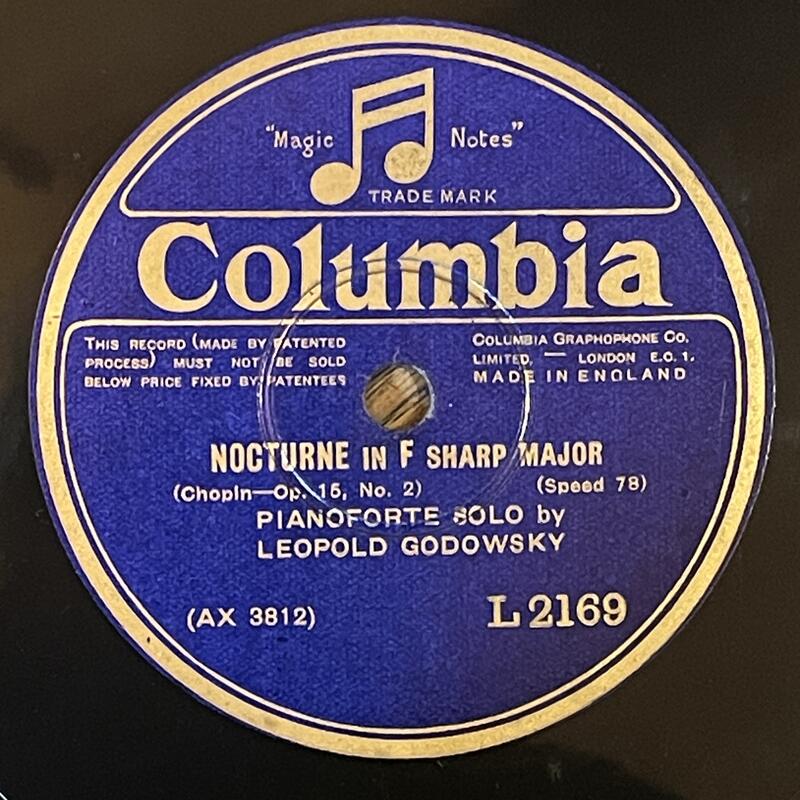 "Magic Notes"
TRADE MARK
Columbia
THIS RECORD (MADE BY PATENTED
PROCESS) MUST NOT BE SOLD
BELOW PRICE FIXED BY PATENTEES
COLUMBIA GRAPHOPHONE CO.
LIMITED, — LONDON E.C.1.
MADE IN ENGLAND
NOCTURNE IN F SHARP MAJOR
(Chopin—Op. 15, No. 2) (Speed 78)
PIANOFORTE SOLO by
LEOPOLD GODOWSKY
(AX 3812) L2169